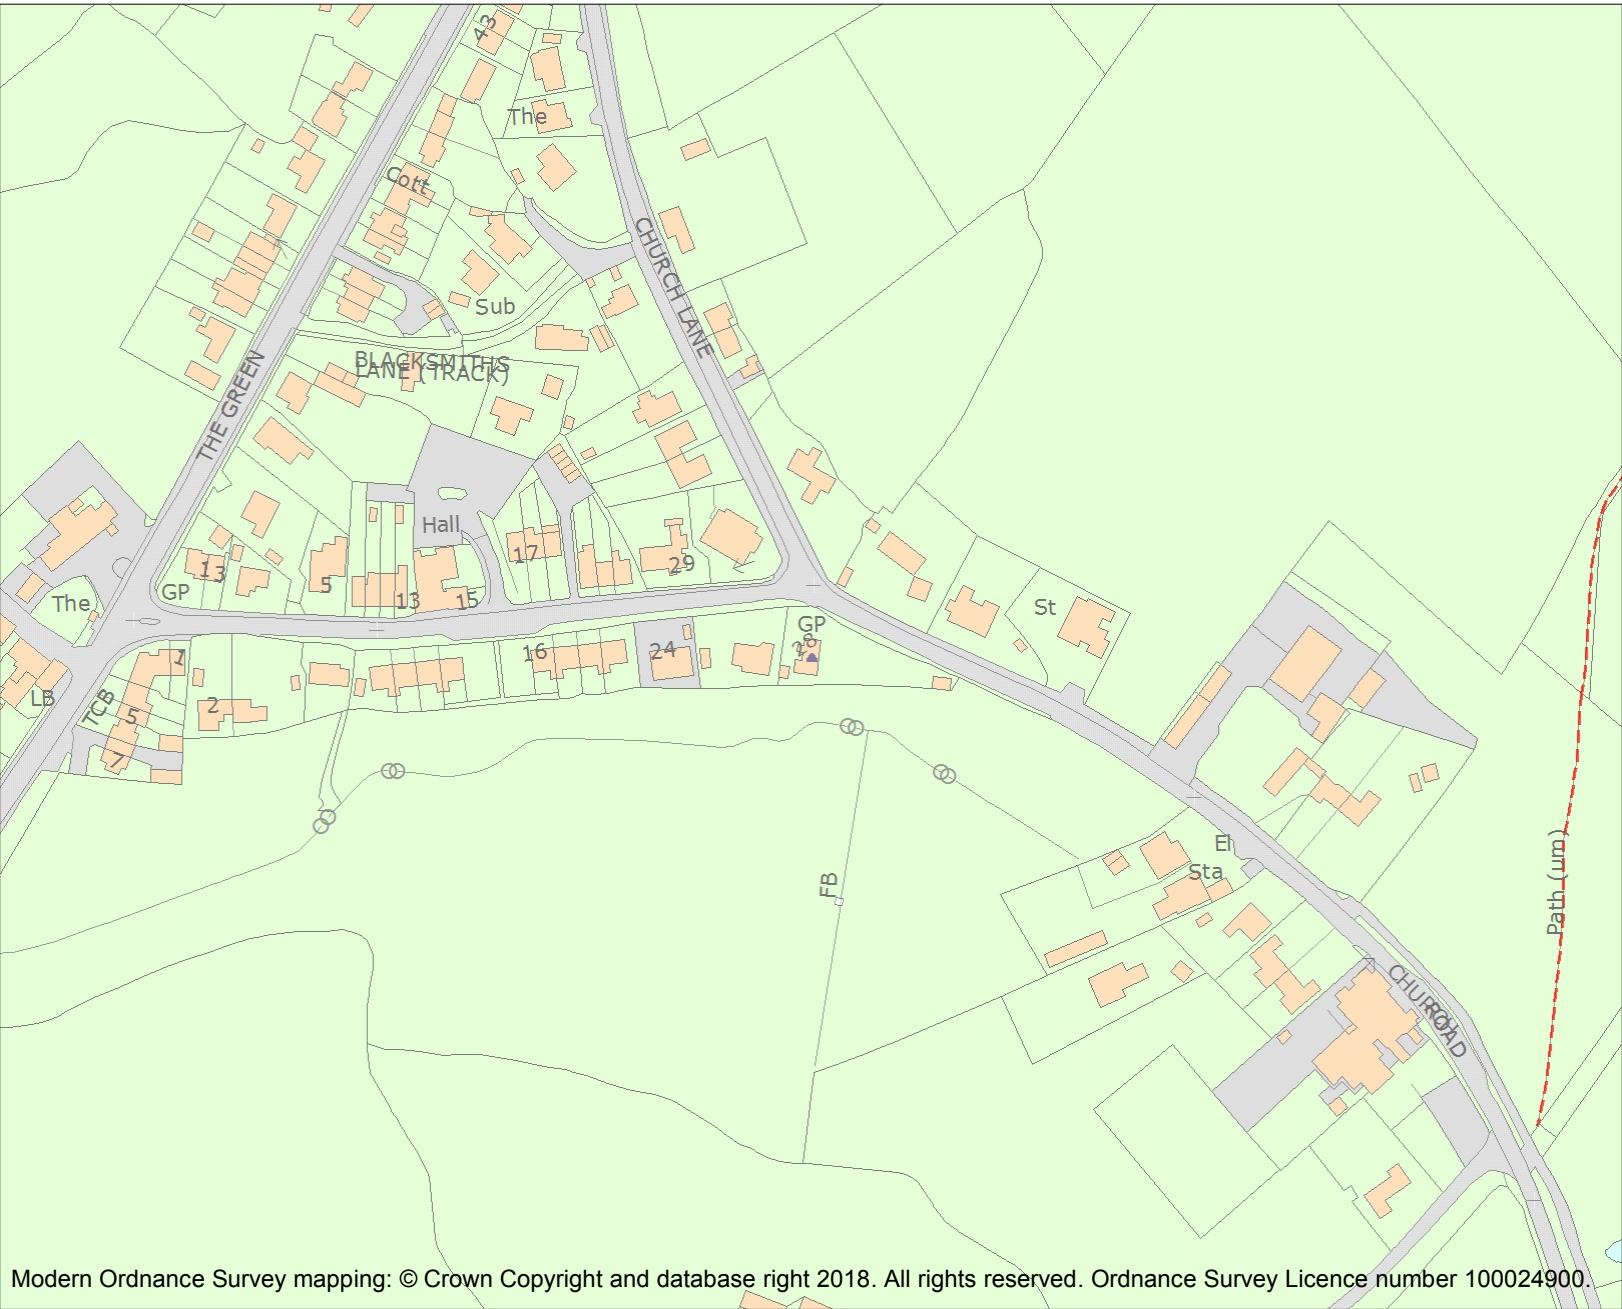 43
The
Cott
CHURCH LANE
Sub
BLACKSMITHS
LANE (TRACK)
THE GREEN
Hall
17
29
13
5
13
15
GP
The
GP
28
St
16
24
1
LB
TCB
2
5
7
El
Sta
FB
Path (um)
CHURCH
ROAD
Modern Ordnance Survey mapping: © Crown Copyright and database right 2018. All rights reserved. Ordnance Survey Licence number 100024900.